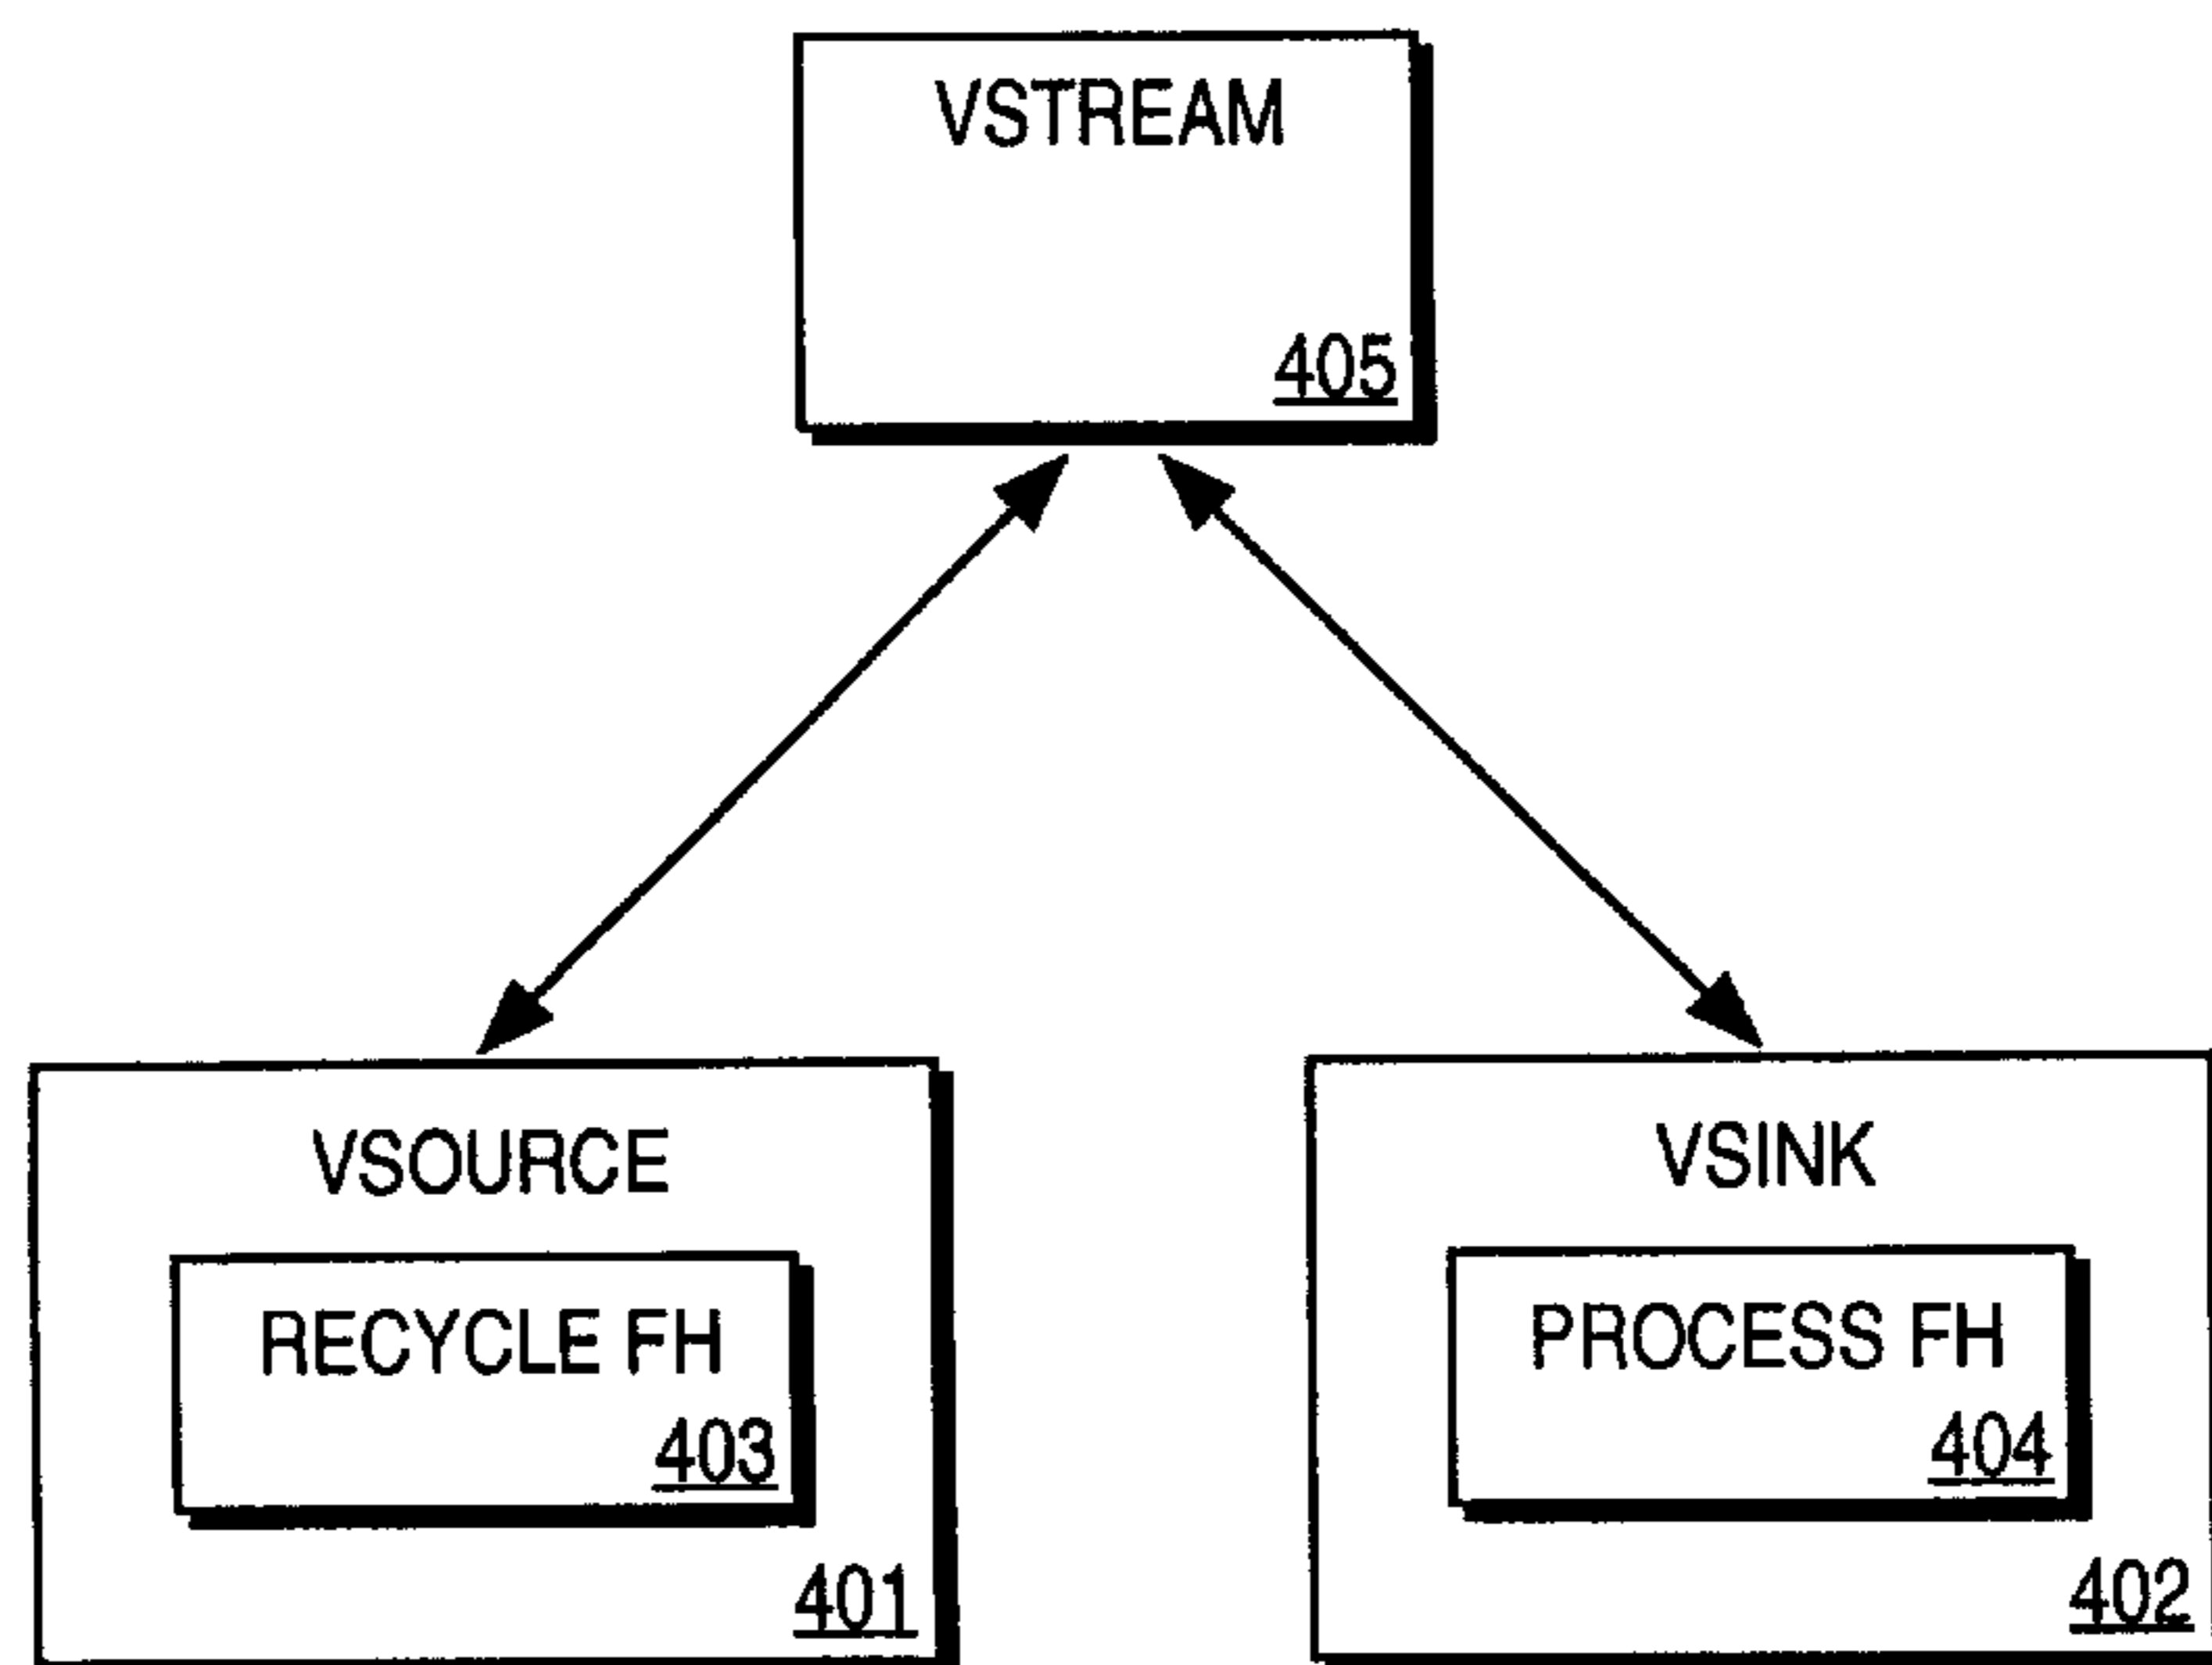 VSTREAM
405
VSOURCE
RECYCLE FH
403
401
VSINK
PROCESS FH
404
402